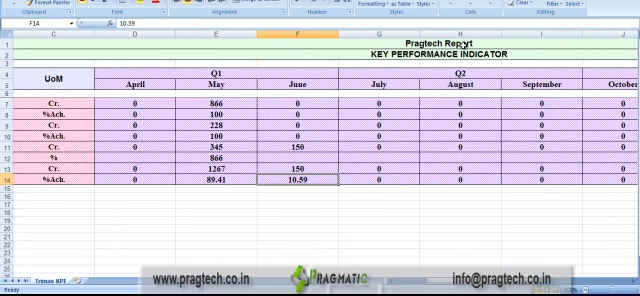 Format Painter
Formatting as Table Styles
Clear Filter Select
Clipboard Font Alignment Number Styles Cells Editing
F14 fx 10.59
C D E F G H I J
1 Pragtech Report
2 KEY PERFORMANCE INDICATOR
3
4 UoM Q1 Q2
5 April May June July August September October
6
7 Cr. 0 866 0 0 0 0 0
8 %Ach. 0 100 0 0 0 0 0
9 Cr. 0 228 0 0 0 0 0
10 %Ach. 0 100 0 0 0 0 0
11 Cr. 0 345 150 0 0 0 0
12 % 866
13 Cr. 0 1267 150 0 0 0 0
14 %Ach. 0 89.41 10.59 0 0 0 0
15
16
17
18
19
20
21
22
23
24
25
Trimax KPI
Ready
www.pragtech.co.in PRAGMATIC info@pragtech.co.in